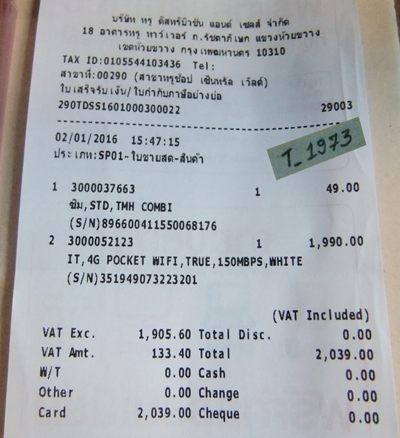 บริษัท ทรู ดิสทริบิวชั่น แอนด์ เซลส์ จำกัด
18 อาคารทรู ทาวเวอร์ ถ.รัชดาภิเษก แขวงห้วยขวาง
เขตห้วยขวาง กรุงเทพมหานคร 10310
TAX ID:0105544103436 Tel:
สาขาที่:00290 (สาขาทรูช้อป เซ็นทรัล เวิลด์)
ใบเสร็จรับเงิน/ใบกำกับภาษีอย่างย่อ
290TDSS1601000300022 29003
02/01/2016 15:47:15
ประเภท:SP01-ใบขายสด-สินค้า
T_1973
1 3000037663 1 49.00
ซิม,STD,TMH COMBI
(S/N)896600411550068176
2 3000052123 1 1,990.00
IT,4G POCKET WIFI,TRUE,150MBPS,WHITE
(S/N)351949073223201
(VAT Included)
VAT Exc. 1,905.60 Total Disc. 0.00
VAT Amt. 133.40 Total 2,039.00
W/T 0.00 Cash 0.00
Other 0.00 Change 0.00
Card 2,039.00 Cheque 0.00